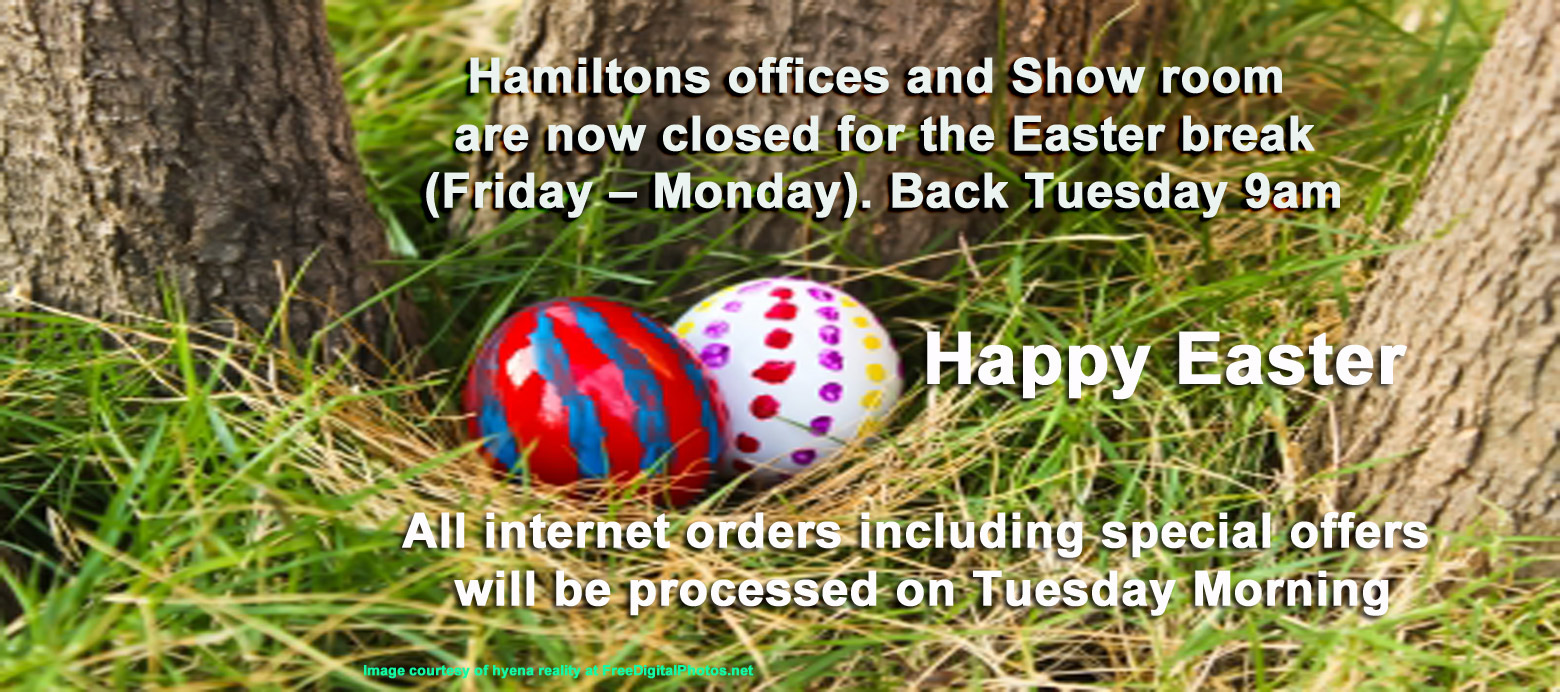 Hamiltons offices and Show room
are now closed for the Easter break
(Friday – Monday). Back Tuesday 9am
Happy Easter
All internet orders including special offers
will be processed on Tuesday Morning
Image courtesy of hyena reality at FreeDigitalPhotos.net